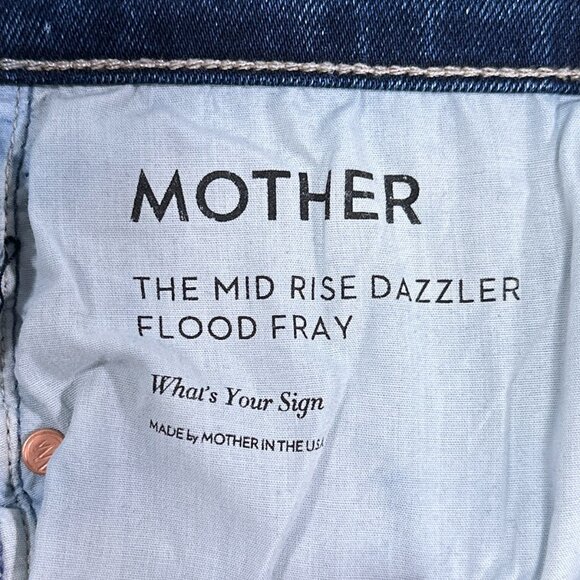 MOTHER
THE MID RISE DAZZLER
FLOOD FRAY
What's Your Sign
MADE by MOTHER IN THE USA